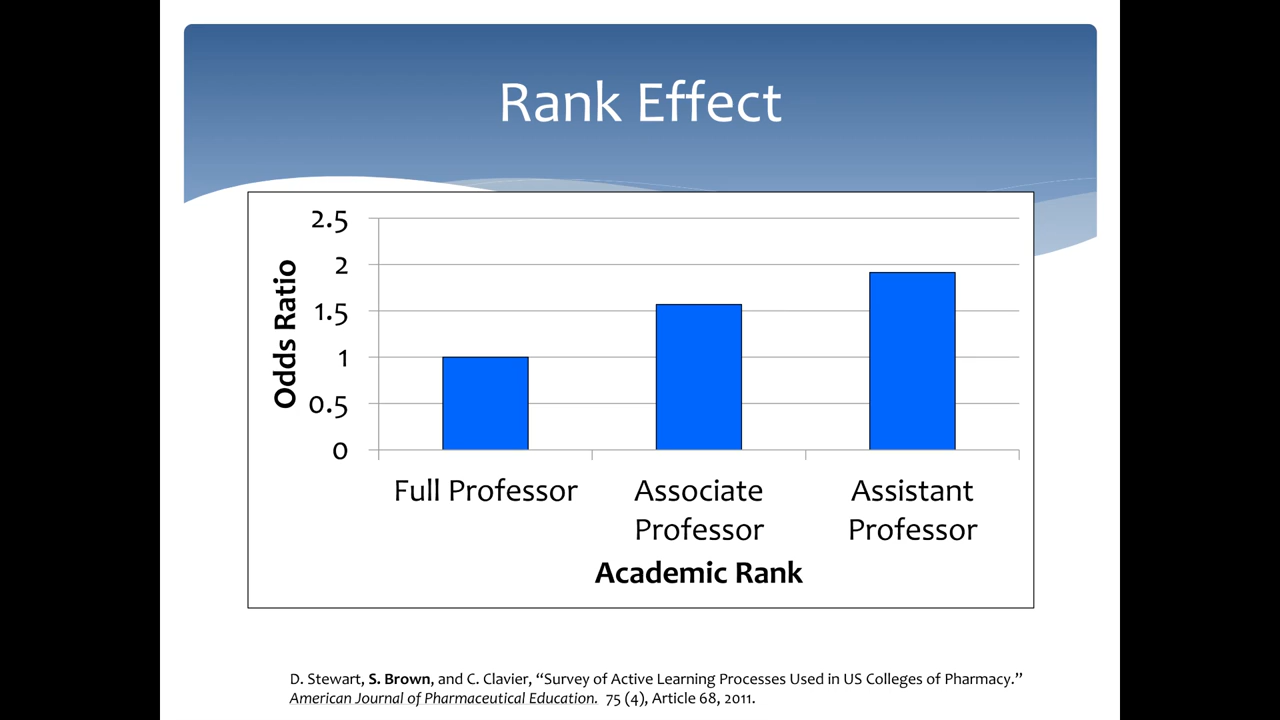 Rank Effect
2.5
2
1.5
1
0.5
0
Odds Ratio
Full Professor
Associate
Professor
Assistant
Professor
Academic Rank
D. Stewart, S. Brown, and C. Clavier, “Survey of Active Learning Processes Used in US Colleges of Pharmacy.”
American Journal of Pharmaceutical Education. 75 (4), Article 68, 2011.